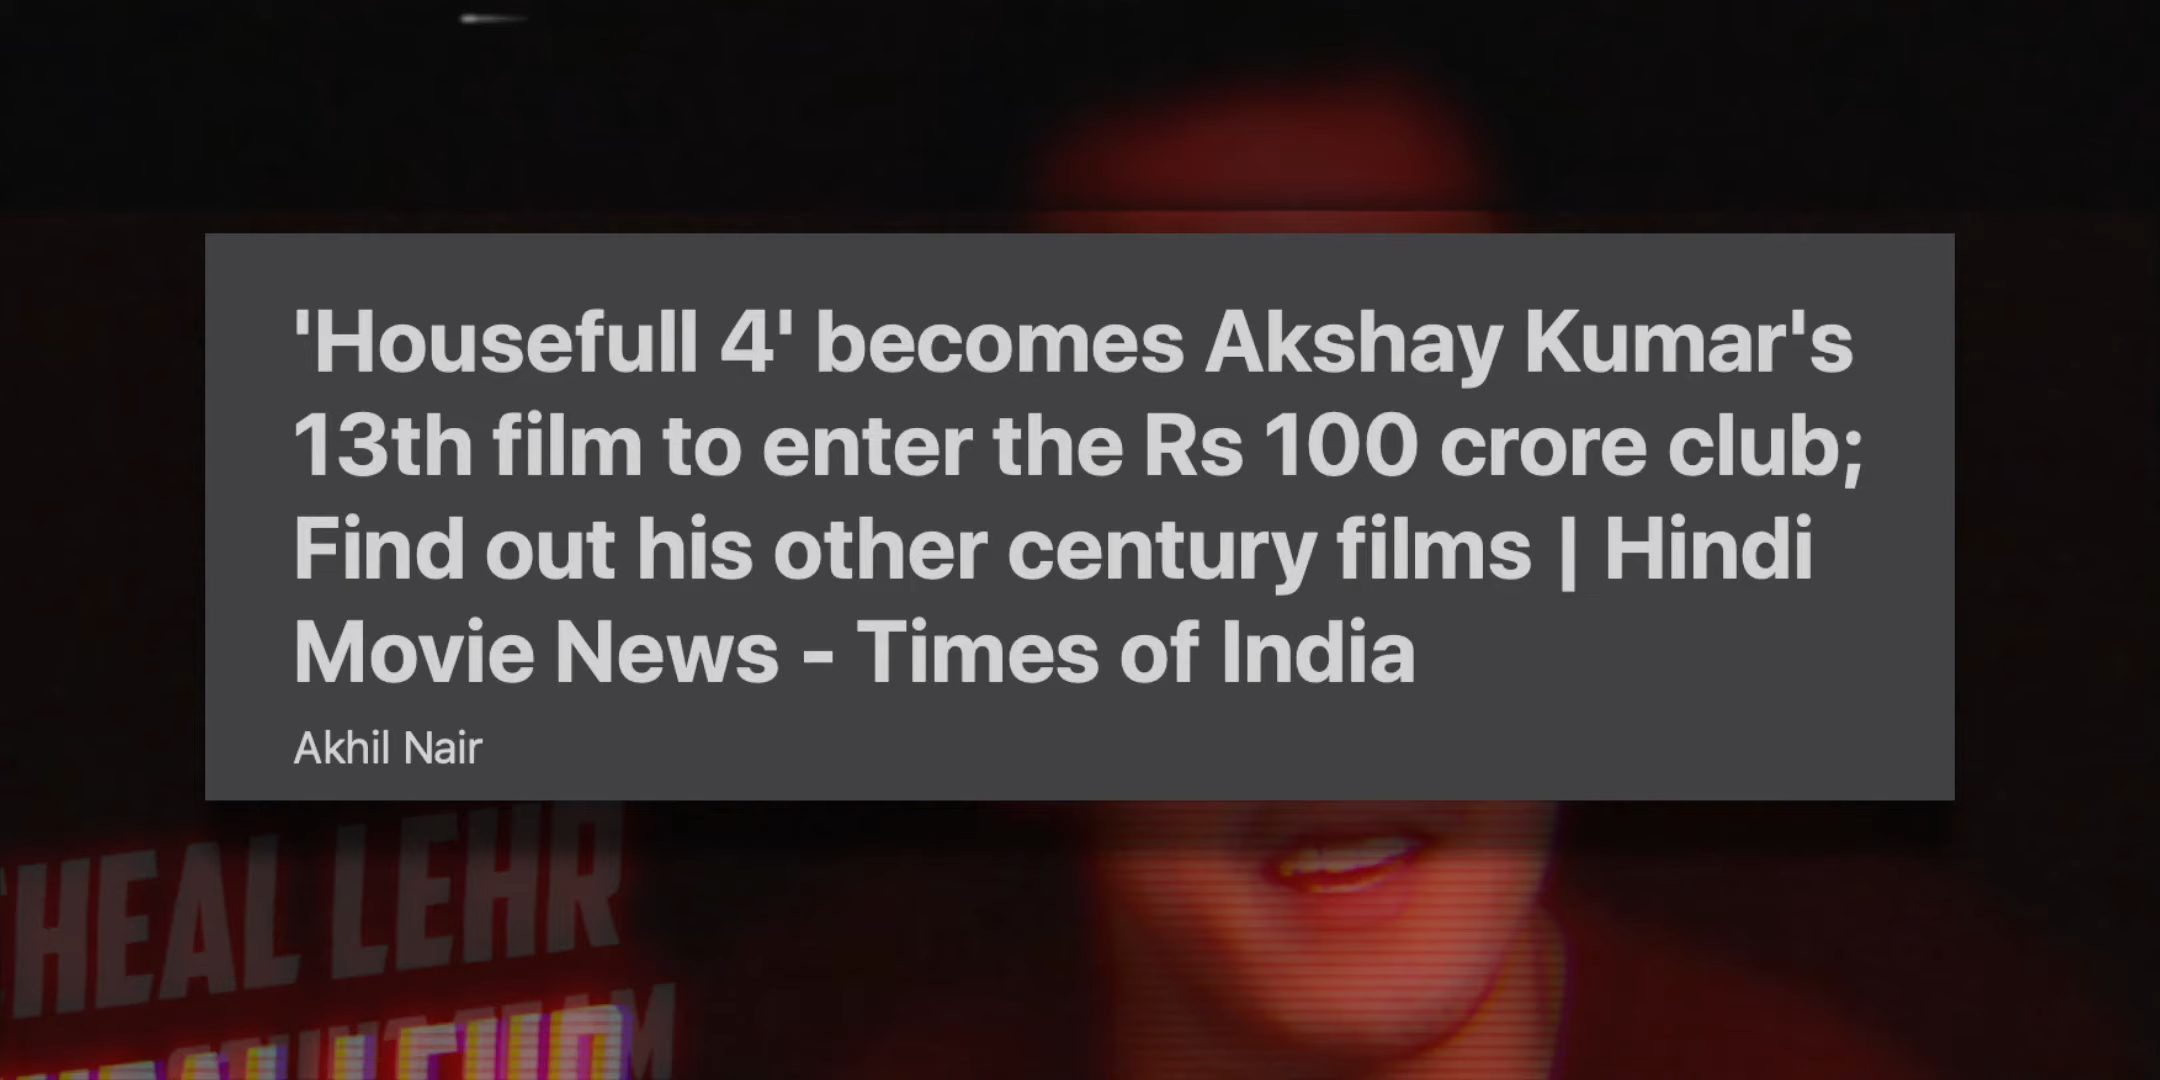 'Housefull 4' becomes Akshay Kumar's
13th film to enter the Rs 100 crore club;
Find out his other century films | Hindi
Movie News - Times of India
Akhil Nair
HEAL LEHR